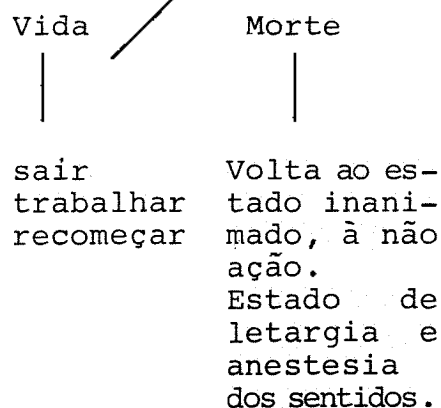 Vida
Morte
sair
trabalhar
recomeçar
Volta ao es-
tado inani-
mado, à não
ação.
Estado de
letargia e
anestesia
dos sentidos.